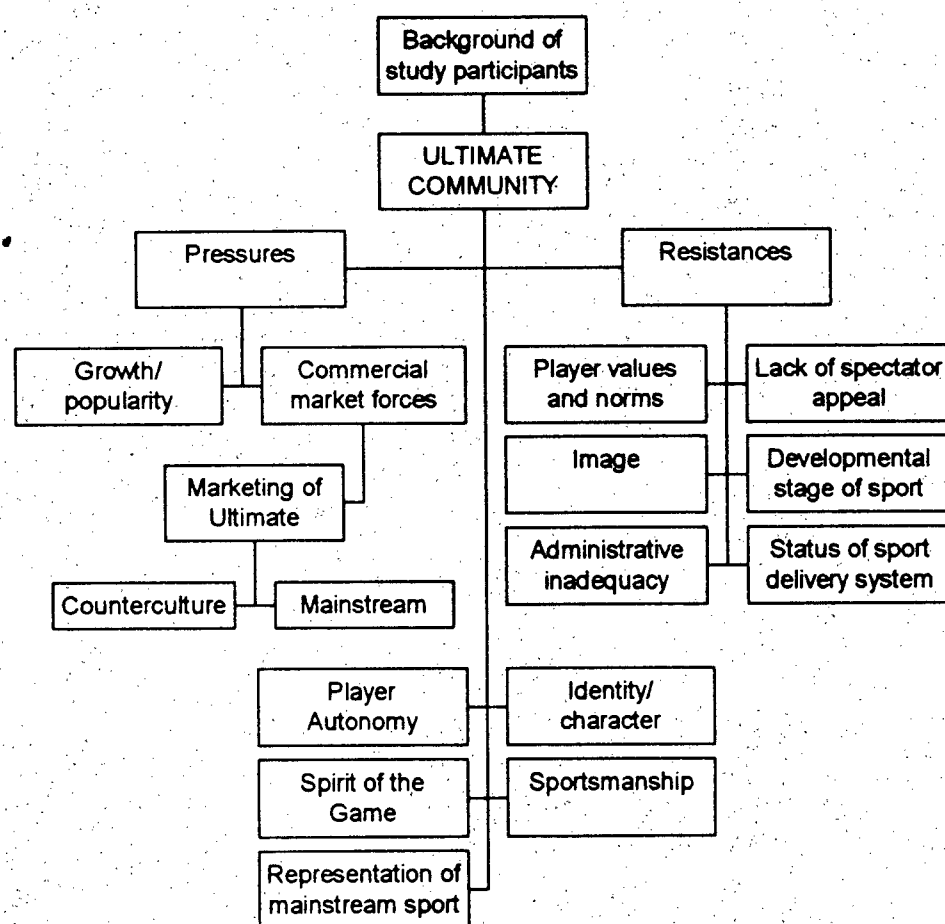 Background of
study participants
ULTIMATE
COMMUNITY
Pressures
Resistances
Growth/
popularity
Commercial
market forces
Player values
and norms
Lack of spectator
appeal
Image
Developmental
stage of sport
Marketing of
Ultimate
Administrative
inadequacy
Status of sport
delivery system
Counterculture
Mainstream
Player
Autonomy
Identity/
character
Spirit of the
Game
Sportsmanship
Representation of
mainstream sport